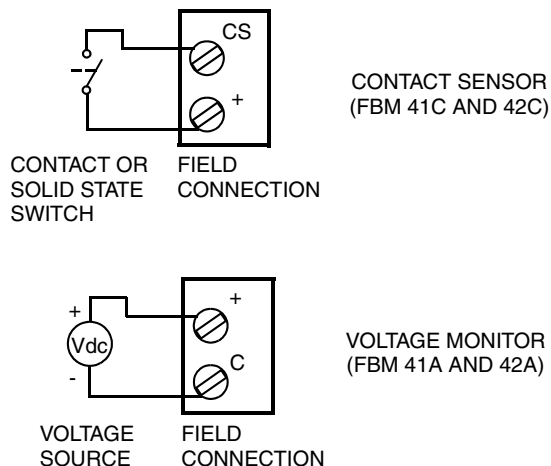 CS
+
CONTACT SENSOR
(FBM 41C AND 42C)
CONTACT OR
SOLID STATE
SWITCH
FIELD
CONNECTION
+
+
Vdc
-
C
VOLTAGE MONITOR
(FBM 41A AND 42A)
VOLTAGE
SOURCE
FIELD
CONNECTION